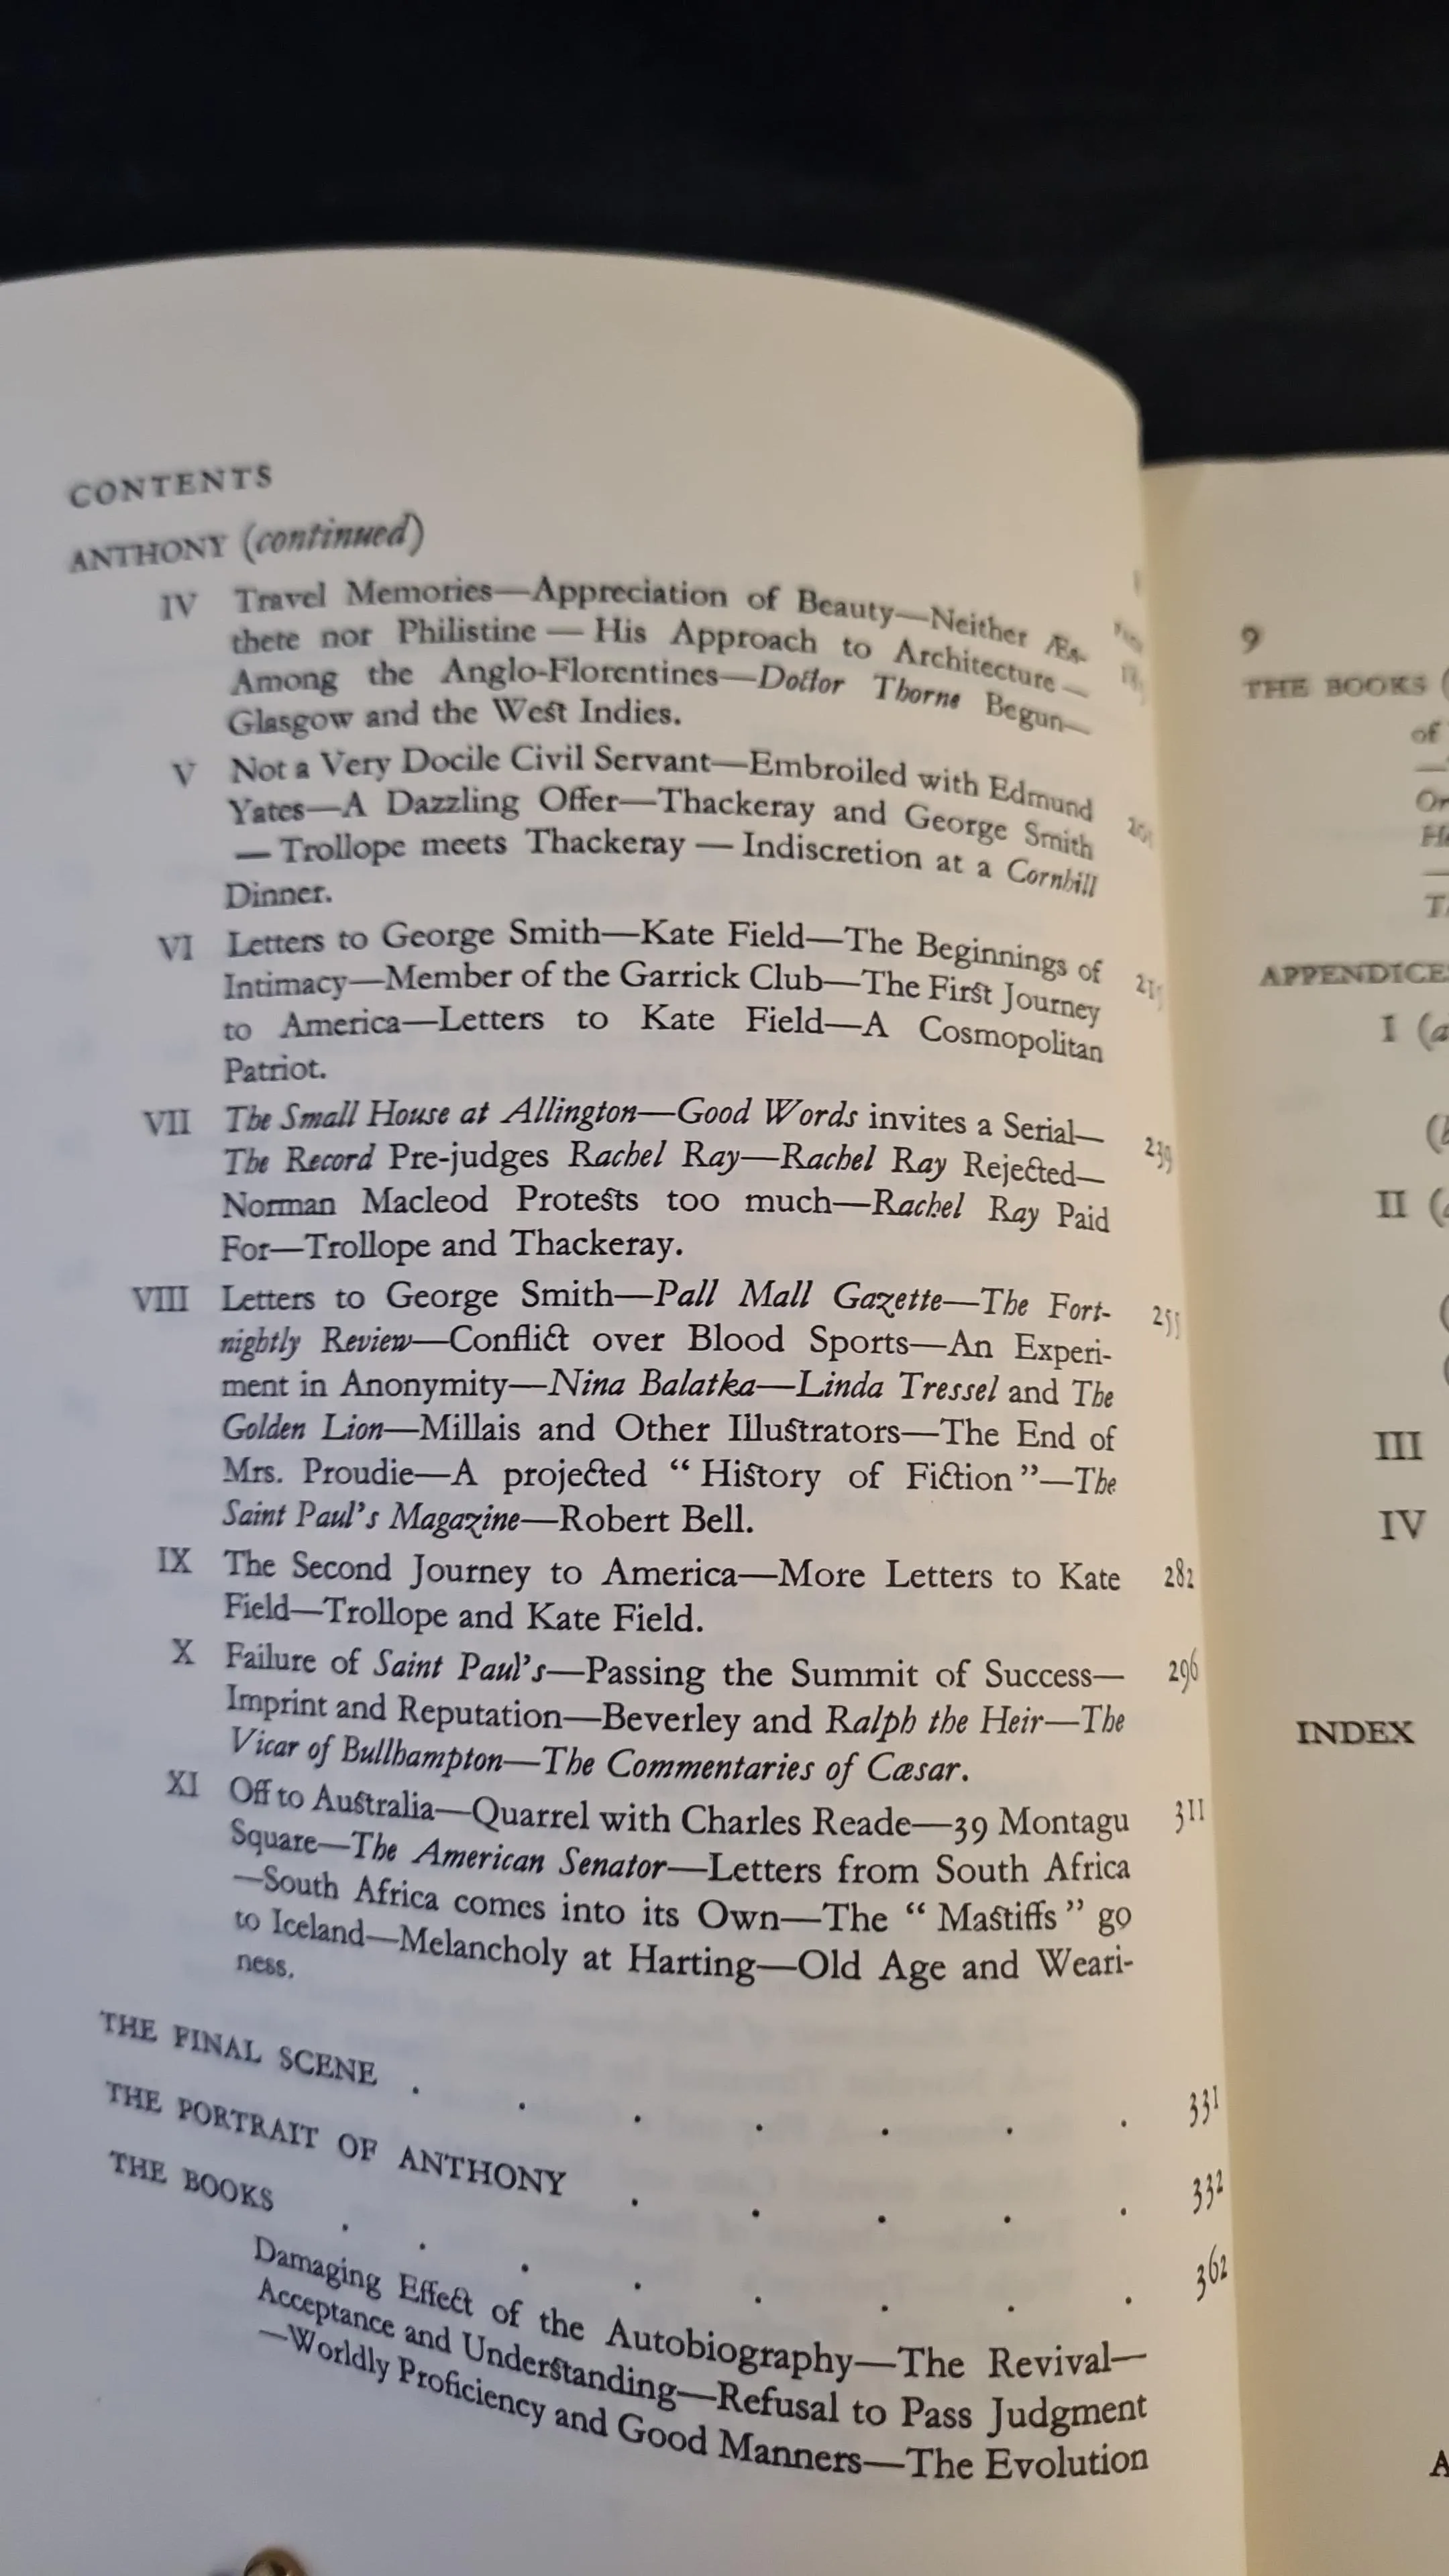 CONTENTS
ANTHONY (continued)
IV Travel Memories—Appreciation of Beauty—Neither Æs-
there nor Philistine — His Approach to Architecture —
Among the Anglo-Florentines—Doctor Thorne Begun—
Glasgow and the West Indies.
V Not a Very Docile Civil Servant—Embroiled with Edmund
Yates—A Dazzling Offer—Thackeray and George Smith
— Trollope meets Thackeray — Indiscretion at a Cornhill
Dinner.
VI Letters to George Smith—Kate Field—The Beginnings of
Intimacy—Member of the Garrick Club—The First Journey
to America—Letters to Kate Field—A Cosmopolitan
Patriot.
VII The Small House at Allington—Good Words invites a Serial— 239
The Record Pre-judges Rachel Ray—Rachel Ray Rejected—
Norman Macleod Protests too much—Rachel Ray Paid
For—Trollope and Thackeray.
VIII Letters to George Smith—Pall Mall Gazette—The Fort- 255
nightly Review—Conflict over Blood Sports—An Experi-
ment in Anonymity—Nina Balatka—Linda Tressel and The
Golden Lion—Millais and Other Illustrators—The End of
Mrs. Proudie—A projected “ History of Fiction ”—The
Saint Paul's Magazine—Robert Bell.
IX The Second Journey to America—More Letters to Kate 282
Field—Trollope and Kate Field.
X Failure of Saint Paul's—Passing the Summit of Success— 296
Imprint and Reputation—Beverley and Ralph the Heir—The
Vicar of Bullhampton—The Commentaries of Cæsar.
XI Off to Australia—Quarrel with Charles Reade—39 Montagu 311
Square—The American Senator—Letters from South Africa
—South Africa comes into its Own—The “ Mastiffs ” go
to Iceland—Melancholy at Harting—Old Age and Weari-
ness.
THE FINAL SCENE . . . . . . . 331
THE PORTRAIT OF ANTHONY . . . . . 332
THE BOOKS . . . . . . . . 362
Damaging Effect of the Autobiography—The Revival—
Acceptance and Understanding—Refusal to Pass Judgment
—Worldly Proficiency and Good Manners—The Evolution
9
THE BOOKS (
of
—
Or
—
APPENDICE
I (a
II (
III
IV
INDEX
A